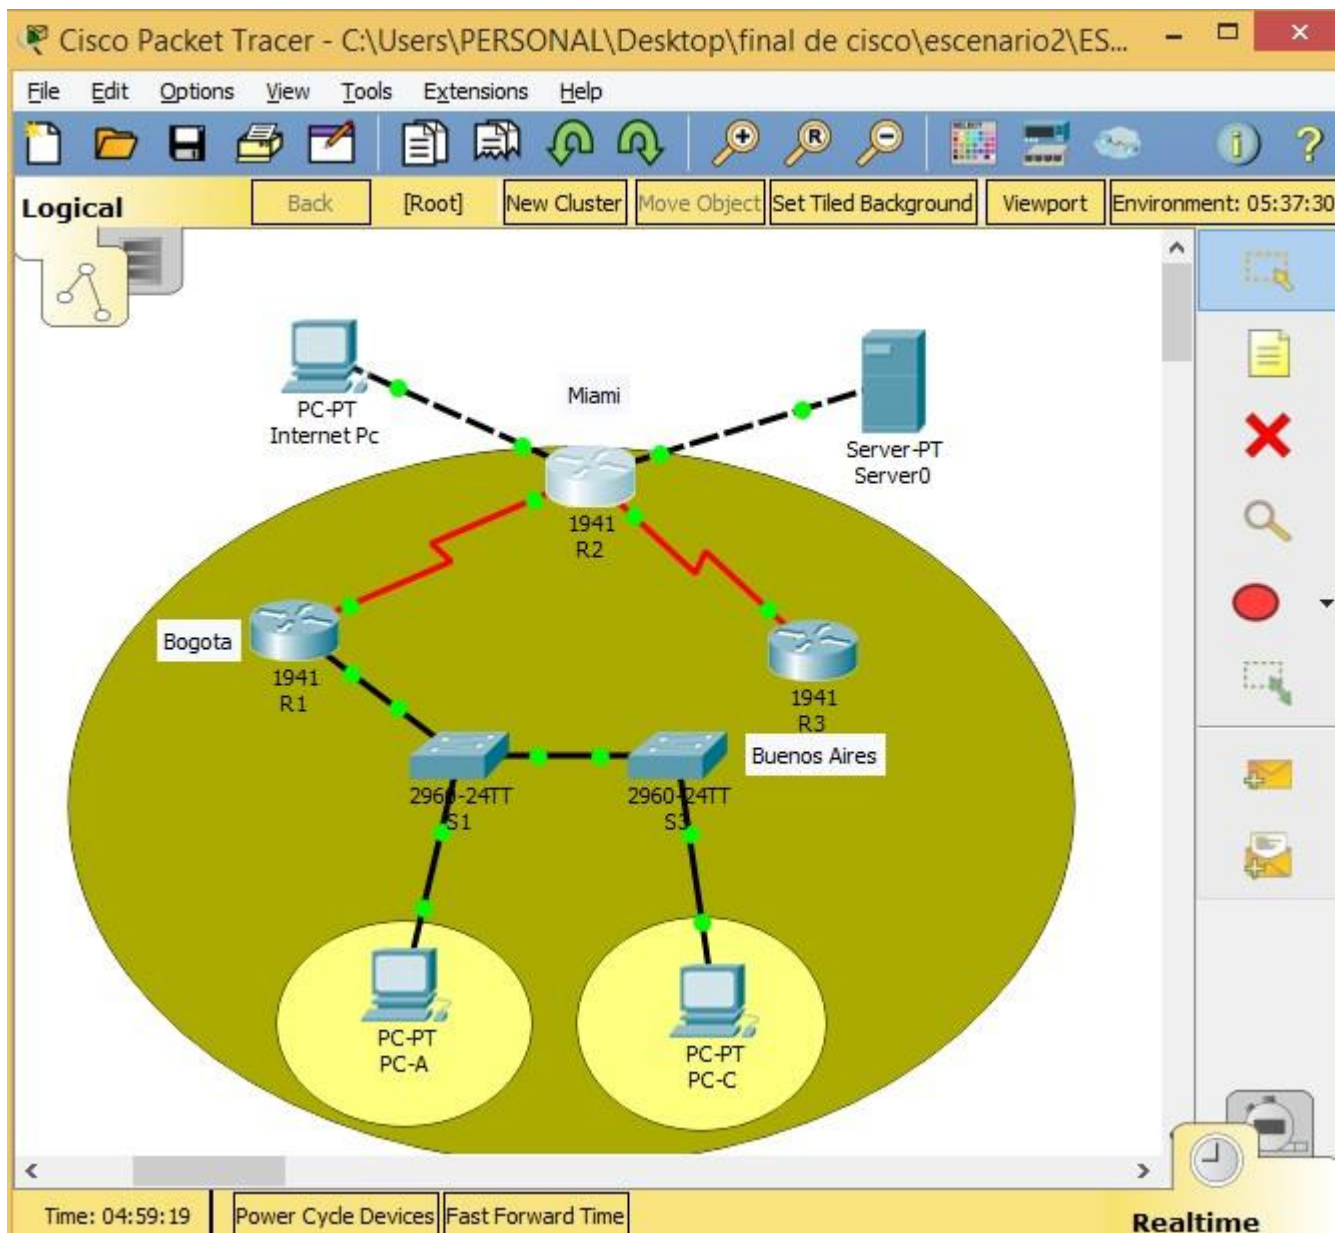 Cisco Packet Tracer - C:\Users\PERSONAL\Desktop\final de cisco\escenario2\ES...
File Edit Options View Tools Extensions Help
Logical Back [Root] New Cluster Move Object Set Tiled Background Viewport Environment: 05:37:30
PC-PT
Internet Pc
Miami
Server-PT
Server0
1941
R2
Bogota
1941
R1
1941
R3
Buenos Aires
2960-24TT
S1
2960-24TT
S3
PC-PT
PC-A
PC-PT
PC-C
Time: 04:59:19 Power Cycle Devices Fast Forward Time
Realtime